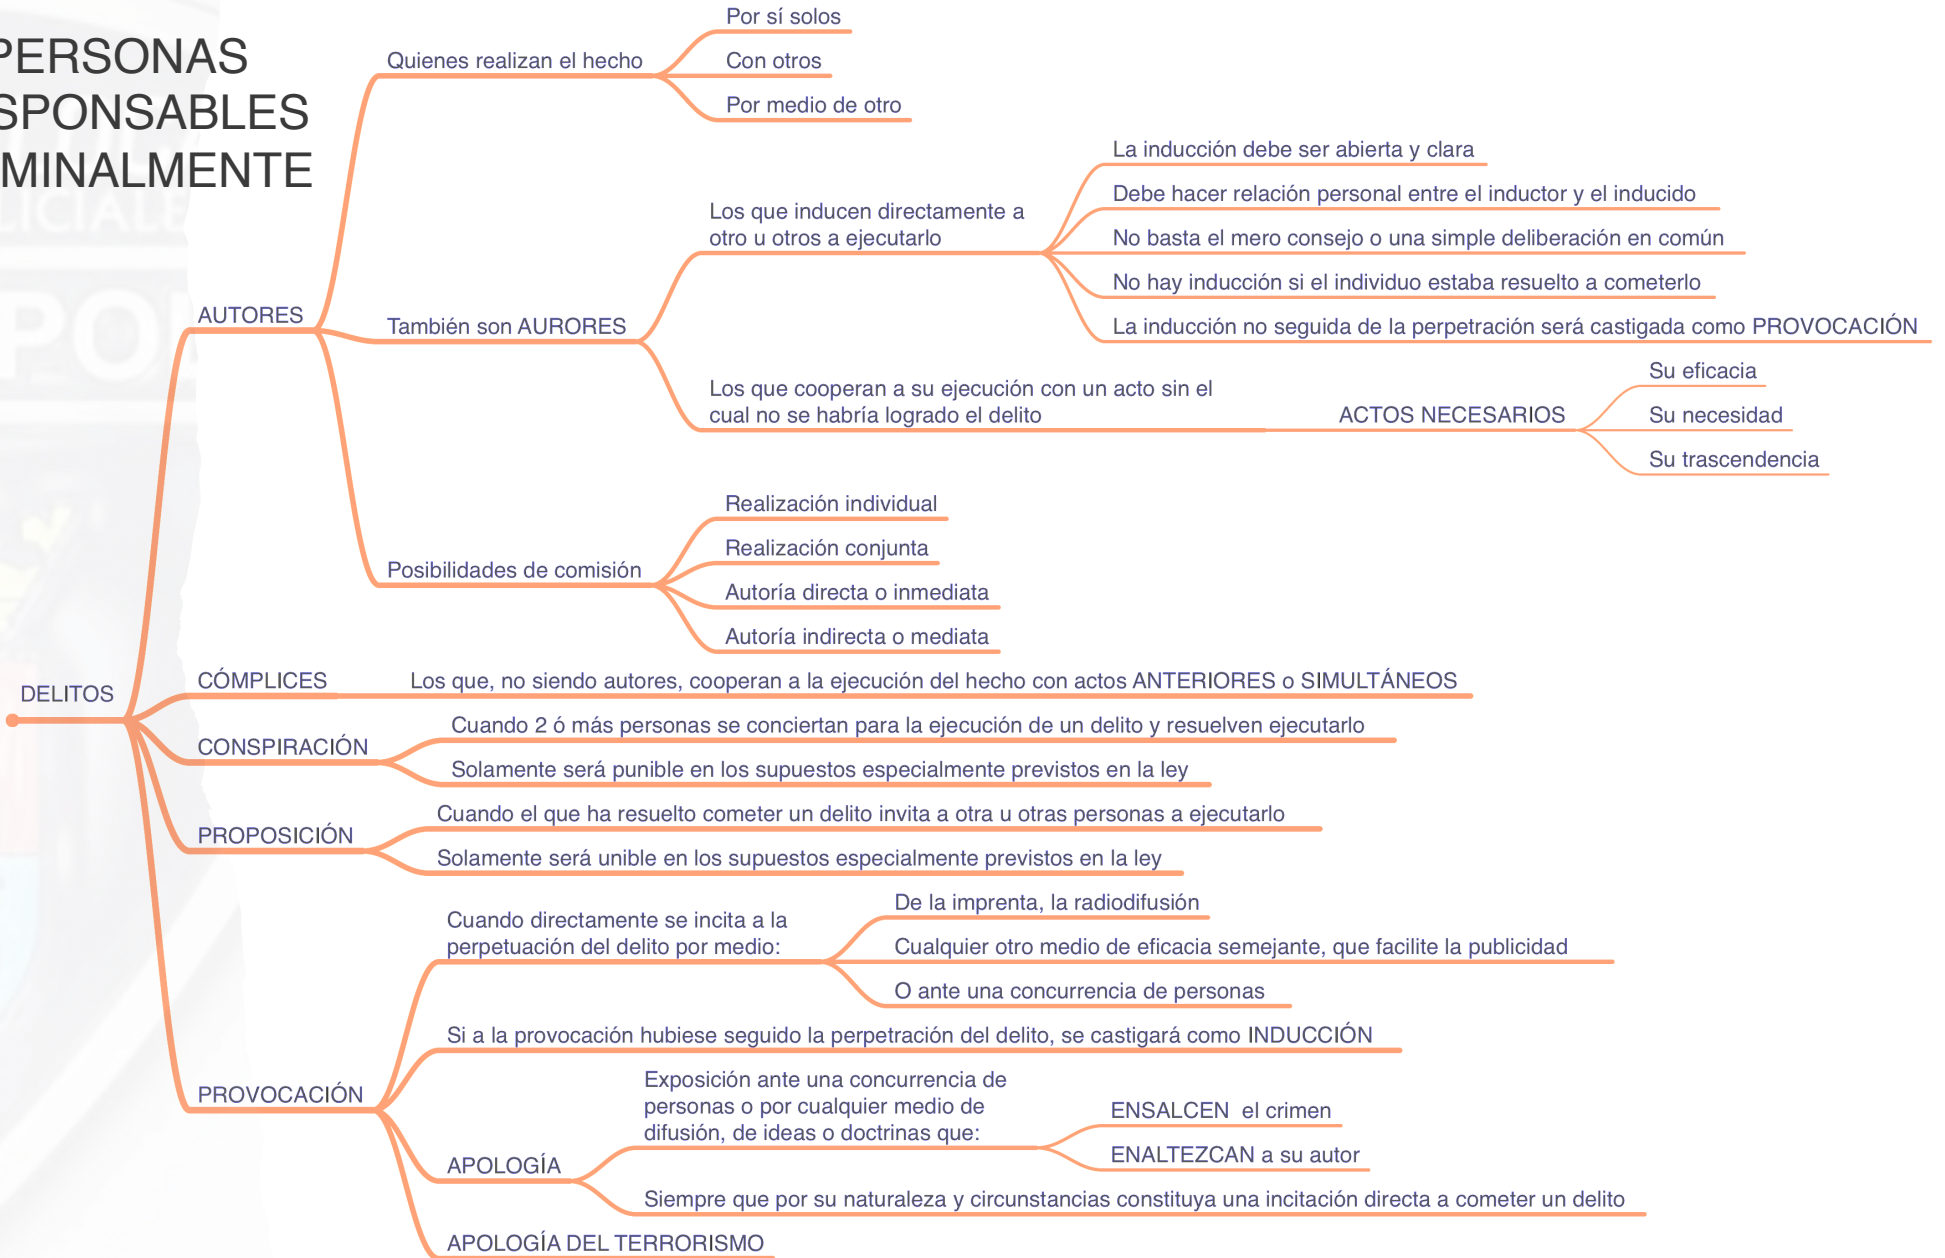 PERSONAS
SPONSABLES
MINALMENTE
Por sí solos
Quienes realizan el hecho
Con otros
Por medio de otro
La inducción debe ser abierta y clara
Debe hacer relación personal entre el inductor y el inducido
Los que inducen directamente a
otro u otros a ejecutarlo
No basta el mero consejo o una simple deliberación en común
No hay inducción si el individuo estaba resuelto a cometerlo
La inducción no seguida de la perpetración será castigada como PROVOCACIÓN
AUTORES
También son AURORES
Los que cooperan a su ejecución con un acto sin el
cual no se habría logrado el delito
ACTOS NECESARIOS
Su eficacia
Su necesidad
Su trascendencia
Posibilidades de comisión
Realización individual
Realización conjunta
Autoría directa o inmediata
Autoría indirecta o mediata
DELITOS
CÓMPLICES
Los que, no siendo autores, cooperan a la ejecución del hecho con actos ANTERIORES o SIMULTÁNEOS
CONSPIRACIÓN
Cuando 2 ó más personas se conciertan para la ejecución de un delito y resuelven ejecutarlo
Solamente será punible en los supuestos especialmente previstos en la ley
PROPOSICIÓN
Cuando el que ha resuelto cometer un delito invita a otra u otras personas a ejecutarlo
Solamente será unible en los supuestos especialmente previstos en la ley
PROVOCACIÓN
Cuando directamente se incita a la
perpetuación del delito por medio:
De la imprenta, la radiodifusión
Cualquier otro medio de eficacia semejante, que facilite la publicidad
O ante una concurrencia de personas
Si a la provocación hubiese seguido la perpetración del delito, se castigará como INDUCCIÓN
APOLOGÍA
Exposición ante una concurrencia de
personas o por cualquier medio de
difusión, de ideas o doctrinas que:
ENSALCEN  el crimen
ENALTEZCAN a su autor
Siempre que por su naturaleza y circunstancias constituya una incitación directa a cometer un delito
APOLOGÍA DEL TERRORISMO